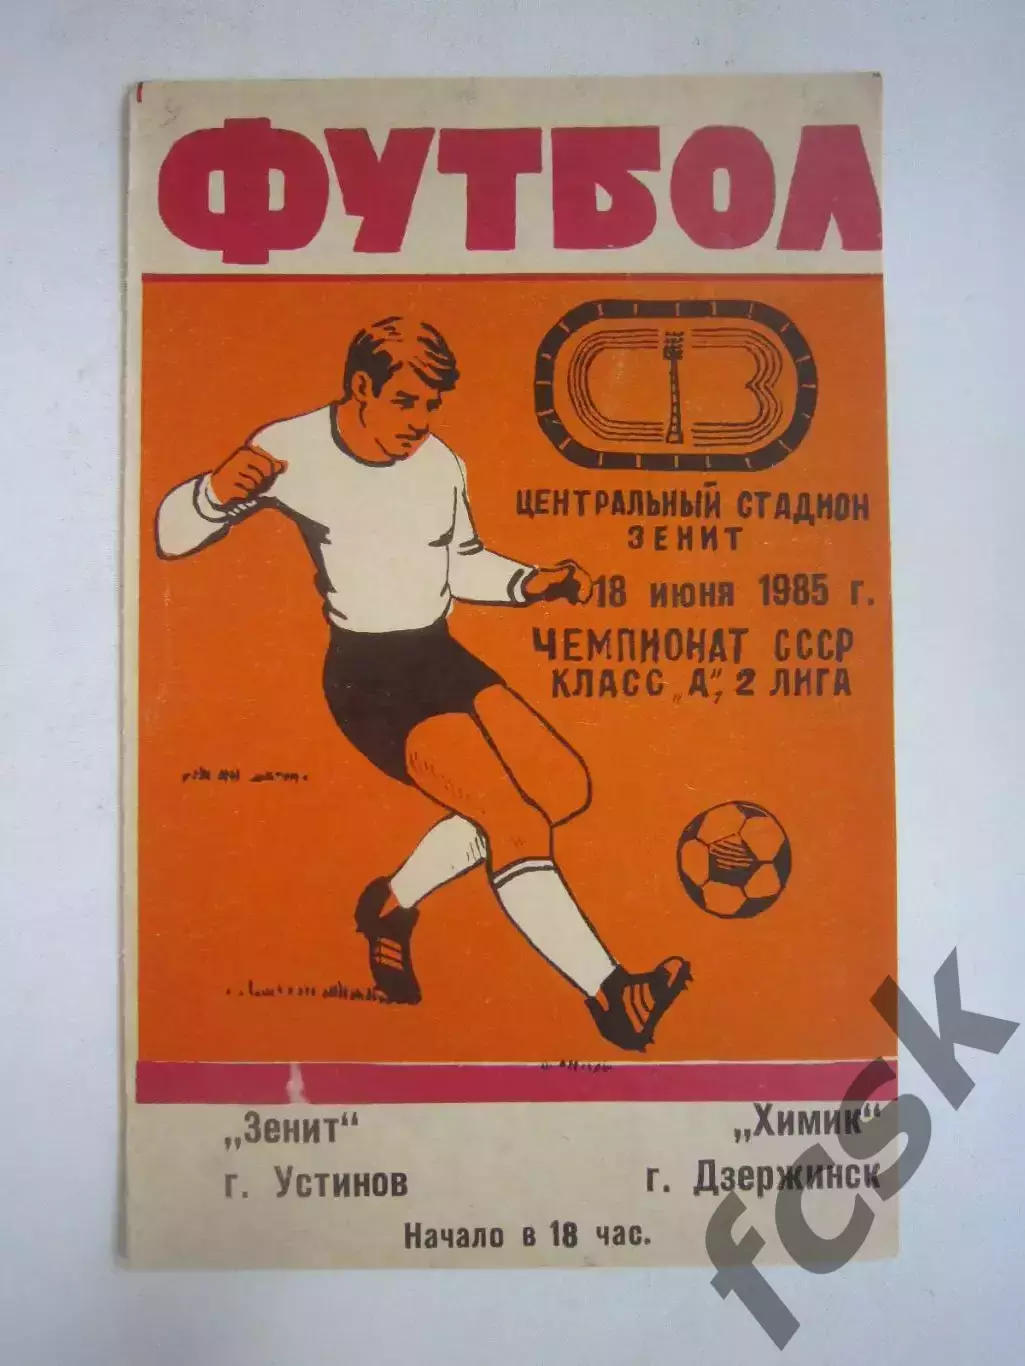 ФУТБОЛ
С З
ЦЕНТРАЛЬНЫЙ СТАДИОН
ЗЕНИТ
18 июня 1985 г.
ЧЕМПИОНАТ СССР
КЛАСС „А“, 2 ЛИГА
„Зенит“
г. Устинов
„Химик“
г. Дзержинск
Начало в 18 час.
fcsk